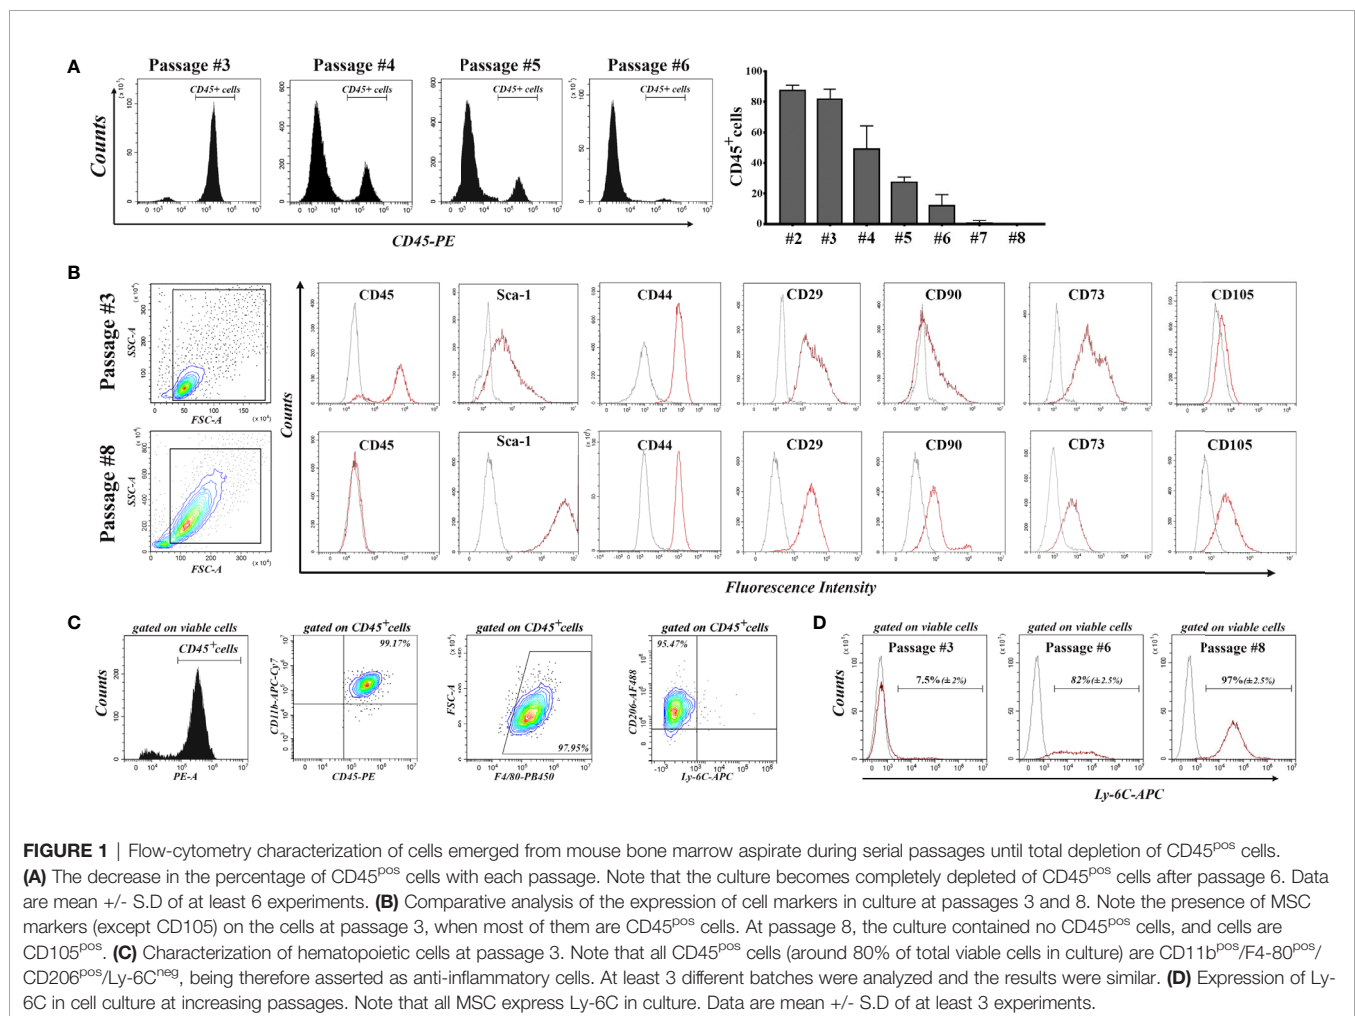 A
Passage #3
Passage #4
Passage #5
Passage #6
CD45+ cells
CD45+ cells
CD45+ cells
CD45+ cells
Counts
CD45-PE
CD45+cells
100
80
60
40
20
0
#2 #3 #4 #5 #6 #7 #8
B
Passage #3
SSC-A
FSC-A
CD45
Sca-1
CD44
CD29
CD90
CD73
CD105
Counts
Passage #8
SSC-A
FSC-A
CD45
Sca-1
CD44
CD29
CD90
CD73
CD105
Fluorescence Intensity
C
gated on viable cells
CD45+cells
Counts
PE-A
gated on CD45+cells
99.17%
CD11b-APC-Cy7
CD45-PE
gated on CD45+cells
97.95%
FSC-A
F4/80-PB450
gated on CD45+cells
95.47%
CD206-AF488
Ly-6C-APC
D
gated on viable cells
Passage #3
7.5%(±2%)
gated on viable cells
Passage #6
82%(±2.5%)
gated on viable cells
Passage #8
97%(±2.5%)
Counts
Ly-6C-APC
FIGURE 1 | Flow-cytometry characterization of cells emerged from mouse bone marrow aspirate during serial passages until total depletion of CD45pos cells.
(A) The decrease in the percentage of CD45pos cells with each passage. Note that the culture becomes completely depleted of CD45pos cells after passage 6. Data
are mean +/- S.D of at least 6 experiments. (B) Comparative analysis of the expression of cell markers in culture at passages 3 and 8. Note the presence of MSC
markers (except CD105) on the cells at passage 3, when most of them are CD45pos cells. At passage 8, the culture contained no CD45pos cells, and cells are
CD105pos. (C) Characterization of hematopoietic cells at passage 3. Note that all CD45pos cells (around 80% of total viable cells in culture) are CD11bpos/F4-80pos/
CD206pos/Ly-6Cneg, being therefore asserted as anti-inflammatory cells. At least 3 different batches were analyzed and the results were similar. (D) Expression of Ly-
6C in cell culture at increasing passages. Note that all MSC express Ly-6C in culture. Data are mean +/- S.D of at least 3 experiments.